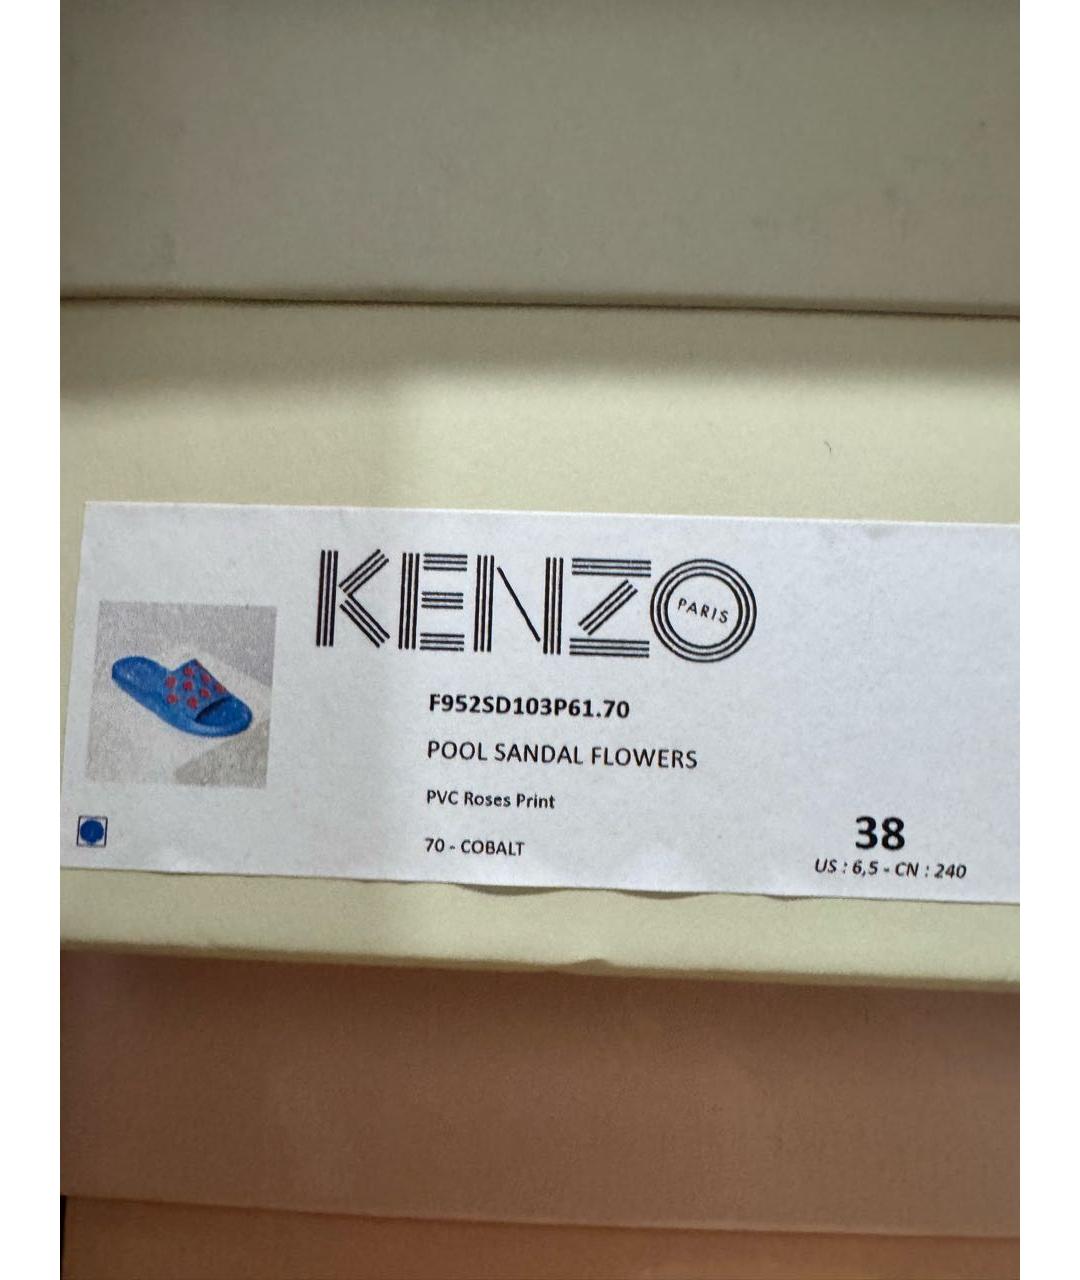 KENZO PARIS
F952SD103P61.70
POOL SANDAL FLOWERS
PVC Roses Print
70 - COBALT
38
US : 6,5 - CN : 240